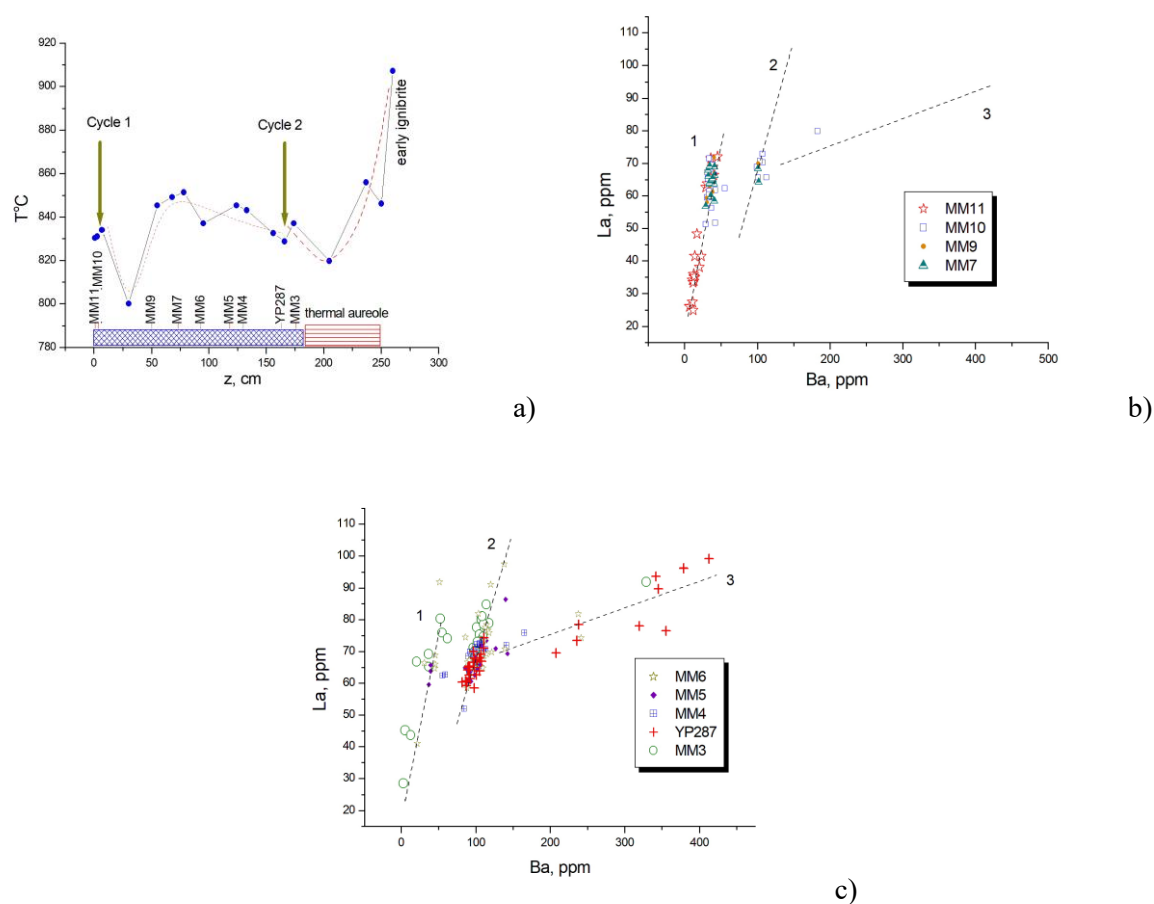 920
900
880
860
840
820
800
780
T°C
Cycle 1
Cycle 2
early ignibrite
MM11
MM10
MM9
MM7
MM6
MM5
MM4
YP287
MM3
thermal aureole
0 50 100 150 200 250 300
z, cm
a)
110
100
90
80
70
60
50
40
30
20
La, ppm
1
2
3
MM11
MM10
MM9
MM7
0 100 200 300 400 500
Ba, ppm
b)
110
100
90
80
70
60
50
40
30
20
La, ppm
1
2
3
MM6
MM5
MM4
YP287
MM3
0 100 200 300 400
Ba, ppm
c)